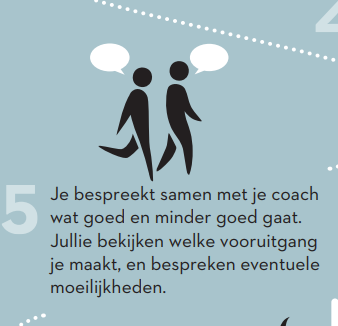 5
Je bespreekt samen met je coach
wat goed en minder goed gaat.
Jullie bekijken welke vooruitgang
je maakt, en bespreken eventuele
moeilijkheden.